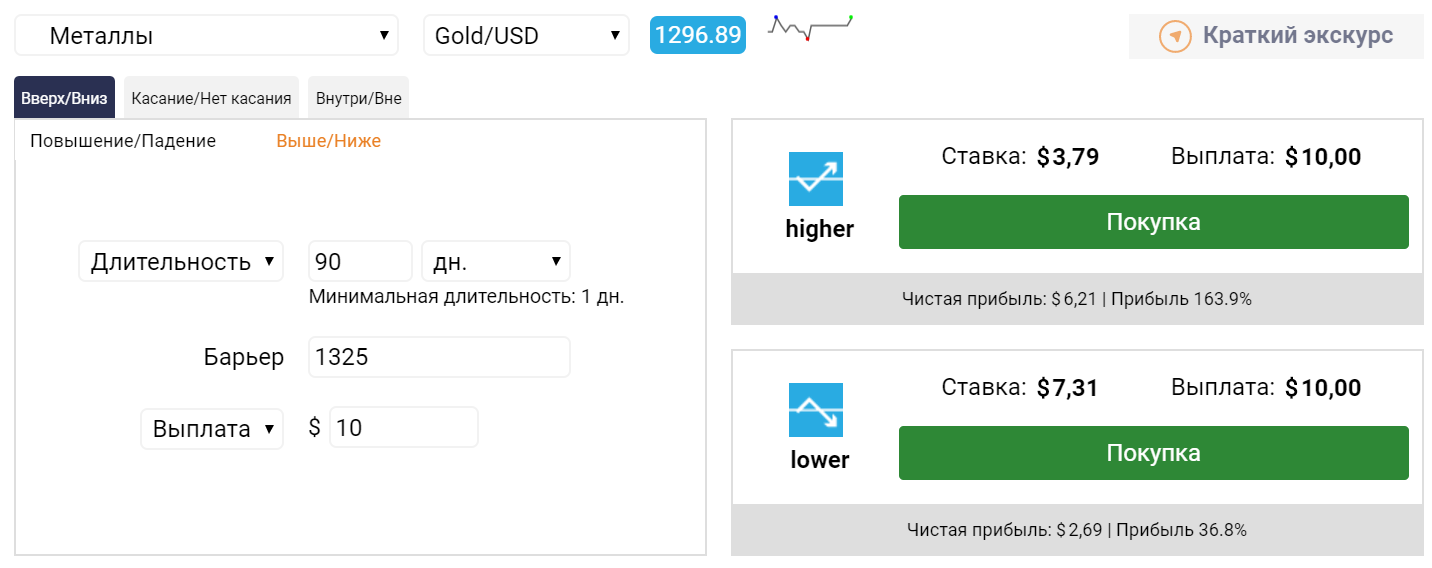 Металлы Gold/USD 1296.89 Краткий экскурс
Вверх/Вниз Касание/Нет касания Внутри/Вне
Повышение/Падение Выше/Ниже
Длительность 90 дн.
Минимальная длительность: 1 дн.
Барьер 1325
Выплата $ 10
Ставка: $3,79 Выплата: $10,00
higher Покупка
Чистая прибыль: $6,21 | Прибыль 163.9%
Ставка: $7,31 Выплата: $10,00
lower Покупка
Чистая прибыль: $2,69 | Прибыль 36.8%